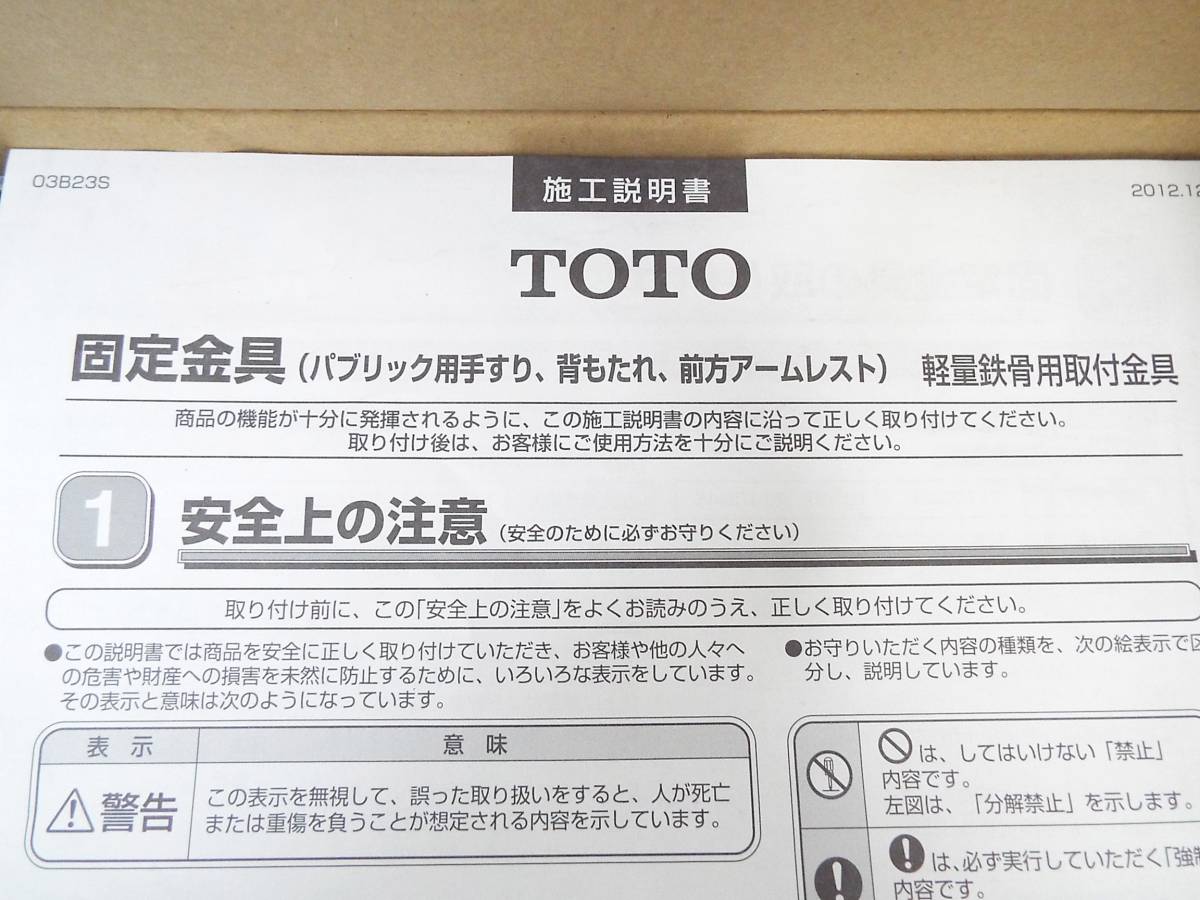 03B23S
施工説明書
2012.12
TOTO
固定金具(パブリック用手すり、背もたれ、前方アームレスト) 軽量鉄骨用取付金具
商品の機能が十分に発揮されるように、この施工説明書の内容に沿って正しく取り付けてください。
取り付け後は、お客様にご使用方法を十分にご説明ください。
1 安全上の注意(安全のために必ずお守りください)
取り付け前に、この「安全上の注意」をよくお読みのうえ、正しく取り付けてください。
●この説明書では商品を安全に正しく取り付けていただき、お客様や他の人々へ
の危害や財産への損害を未然に防止するために、いろいろな表示をしています。
その表示と意味は次のようになっています。
表 示 意 味
警告
この表示を無視して、誤った取り扱いをすると、人が死亡
または重傷を負うことが想定される内容を示しています。
●お守りいただく内容の種類を、次の絵表示で区
分し、説明しています。
は、してはいけない「禁止」
内容です。
左図は、「分解禁止」を示します。
は、必ず実行していただく「強制
内容です。